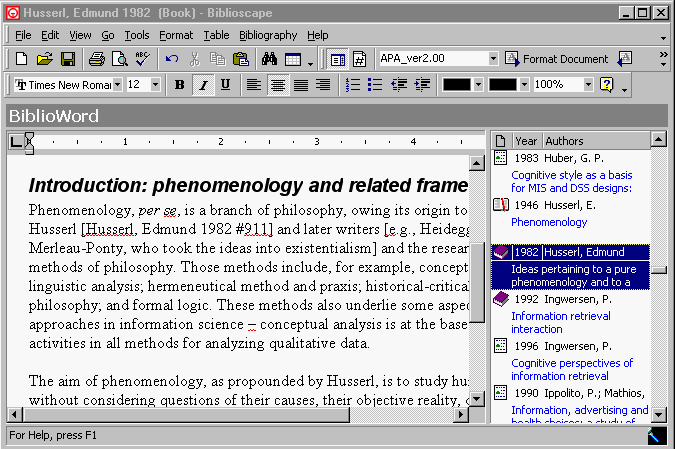 Husserl, Edmund 1982 (Book) - Biblioscape
File Edit View Go Tools Format Table Bibliography Help
ABC APA_ver2.00 Format Document
Times New Roma 12 B I U 100%
BiblioWord
1 2 3 4
Introduction: phenomenology and related frame
Phenomenology, per se, is a branch of philosophy, owing its origin to
Husserl [Husserl, Edmund 1982 #911] and later writers [e.g., Heidegg
Merleau-Ponty, who took the ideas into existentialism] and the resear
methods of philosophy. Those methods include, for example, concept
linguistic analysis; hermeneutical method and praxis; historical-critical
philosophy; and formal logic. These methods also underlie some aspec
approaches in information science – conceptual analysis is at the base
activities in all methods for analyzing qualitative data.
The aim of phenomenology, as propounded by Husserl, is to study hu
without considering questions of their causes, their objective reality, o
Year Authors
1983 Huber, G. P.
Cognitive style as a basis
for MIS and DSS designs:
1946 Husserl, E.
Phenomenology
1982 Husserl, Edmund
Ideas pertaining to a pure
phenomenology and to a
1992 Ingwersen, P.
Information retrieval
interaction
1996 Ingwersen, P.
Cognitive perspectives of
information retrieval
1990 Ippolito, P.; Mathios,
Information, advertising and
health choices: a study of
For Help, press F1